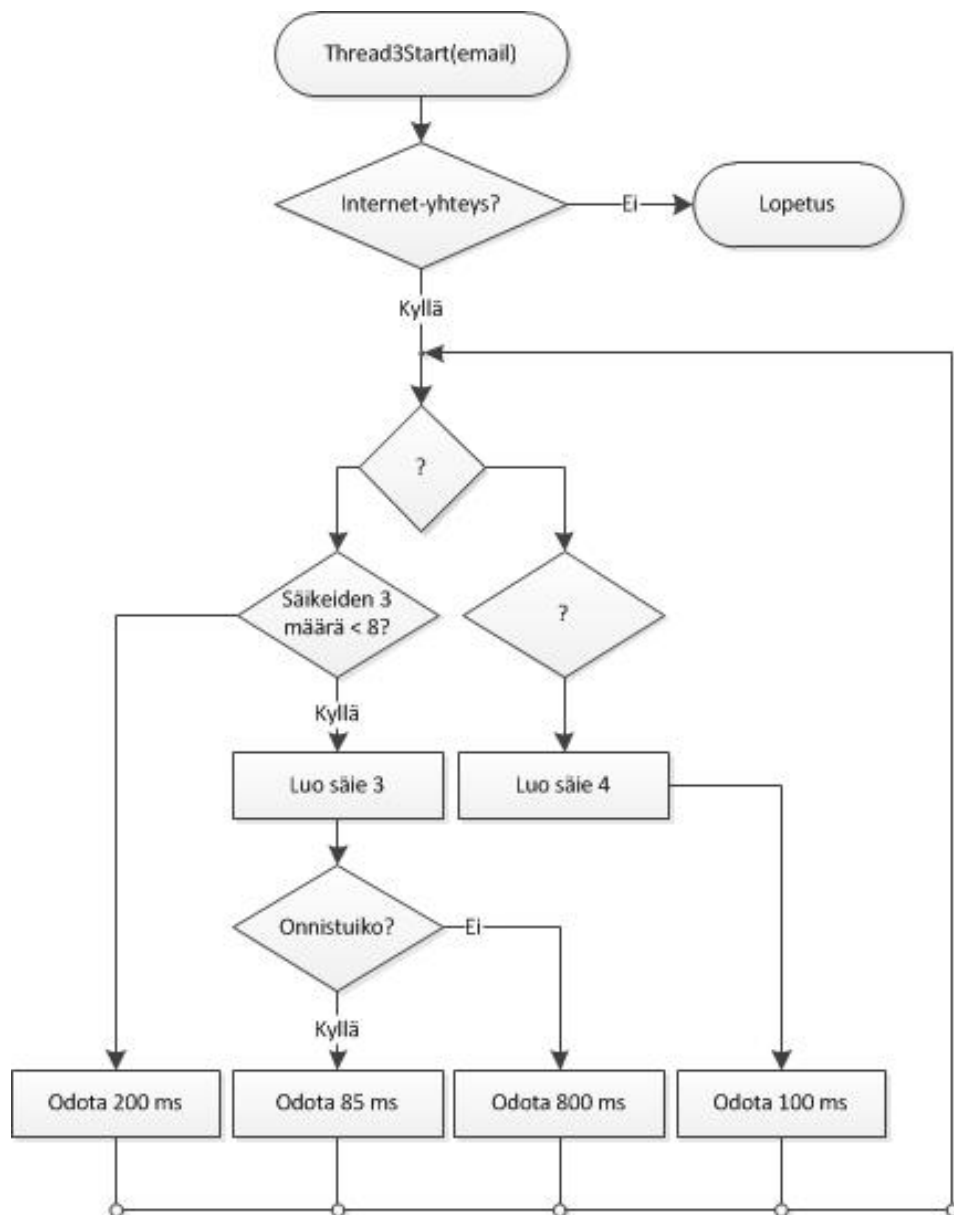 Thread3Start(email)
Internet-yhteys?
Ei
Lopetus
Kyllä
?
Säikeiden 3
määrä < 8?
?
Kyllä
Luo säie 3
Luo säie 4
Onnistuiko?
Ei
Kyllä
Odota 200 ms
Odota 85 ms
Odota 800 ms
Odota 100 ms